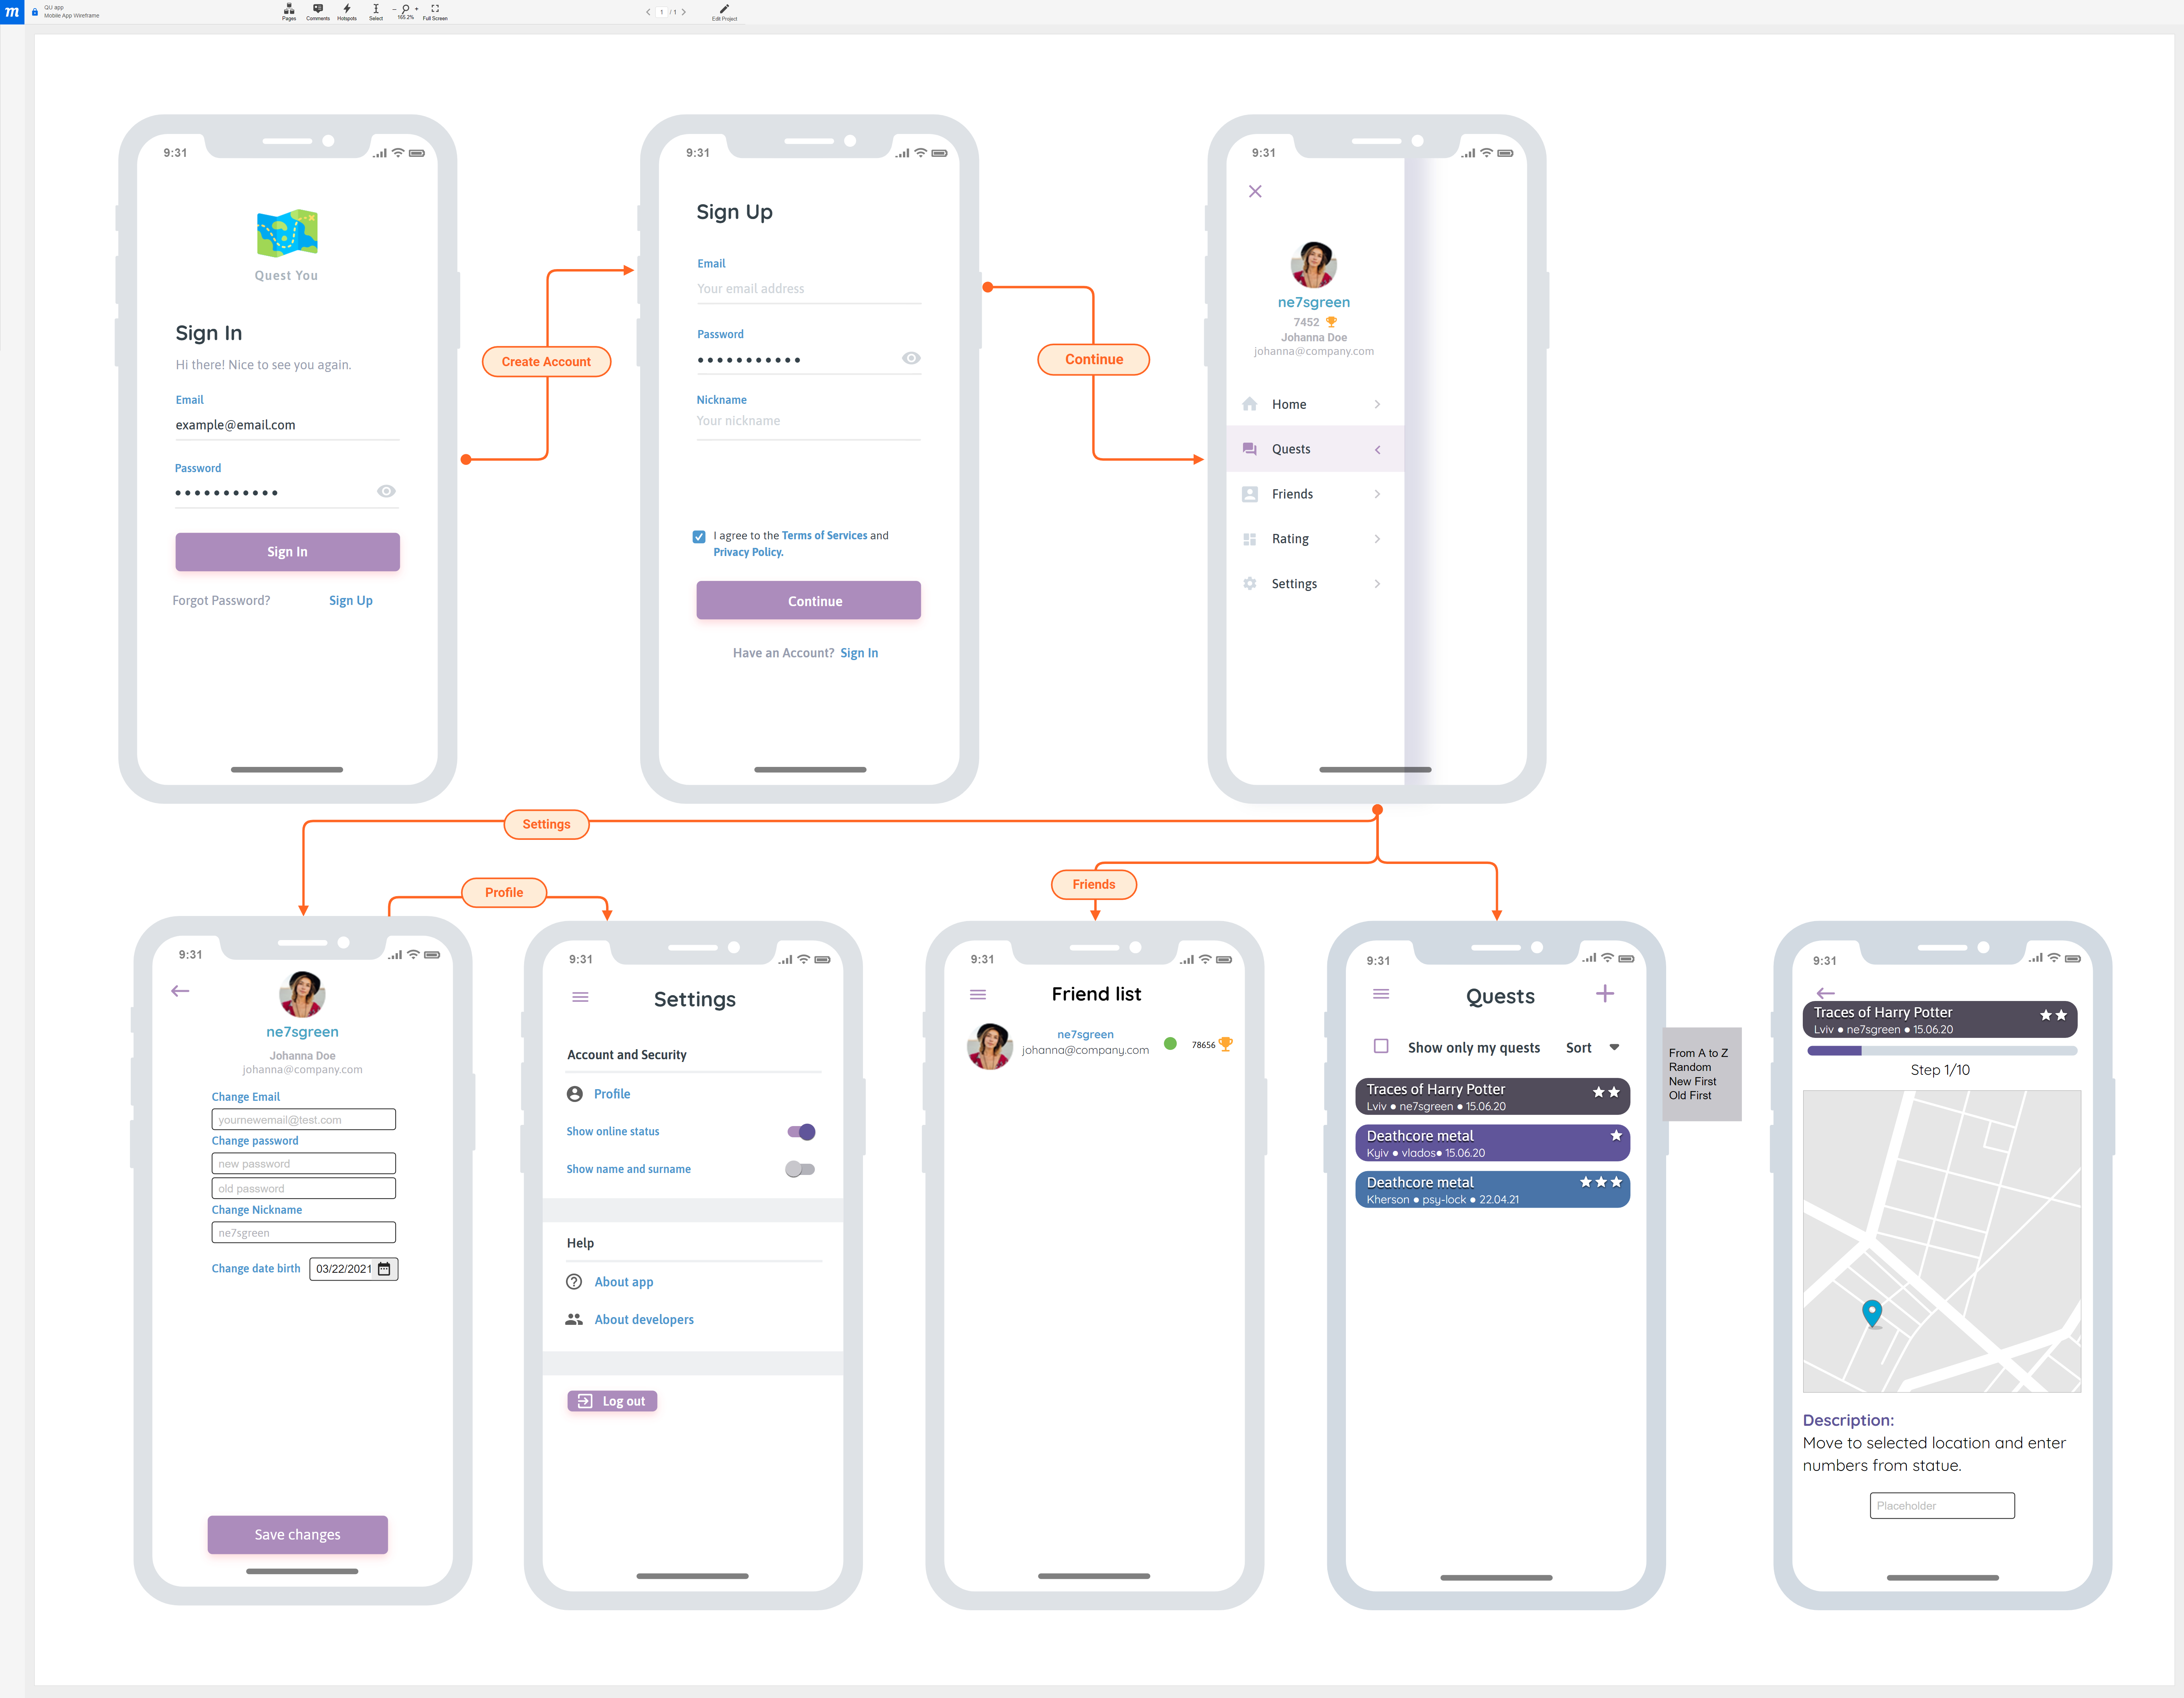 m
QU app
Mobile App Wireframe
Pages
Comments
Hotspots
Select
165.2%
Full Screen
1 / 1
Edit Project
9:31
Quest You
Sign In
Hi there! Nice to see you again.
Email
example@email.com
Password
Sign In
Forgot Password?
Sign Up
Create Account
9:31
Sign Up
Email
Your email address
Password
Nickname
Your nickname
I agree to the Terms of Services and
Privacy Policy.
Continue
Have an Account? Sign In
Continue
9:31
ne7sgreen
7452
Johanna Doe
johanna@company.com
Home
Quests
Friends
Rating
Settings
Settings
Profile
Friends
9:31
ne7sgreen
Johanna Doe
johanna@company.com
Change Email
yournewemail@test.com
Change password
new password
old password
Change Nickname
ne7sgreen
Change date birth
03/22/2021
Save changes
9:31
Settings
Account and Security
Profile
Show online status
Show name and surname
Help
About app
About developers
Log out
9:31
Friend list
ne7sgreen
johanna@company.com
78656
9:31
Quests
Show only my quests
Sort
Traces of Harry Potter
Lviv ● ne7sgreen ● 15.06.20
Deathcore metal
Kyiv ● vlados● 15.06.20
Deathcore metal
Kherson ● psy-lock ● 22.04.21
From A to Z
Random
New First
Old First
9:31
Traces of Harry Potter
Lviv ● ne7sgreen ● 15.06.20
Step 1/10
Description:
Move to selected location and enter
numbers from statue.
Placeholder